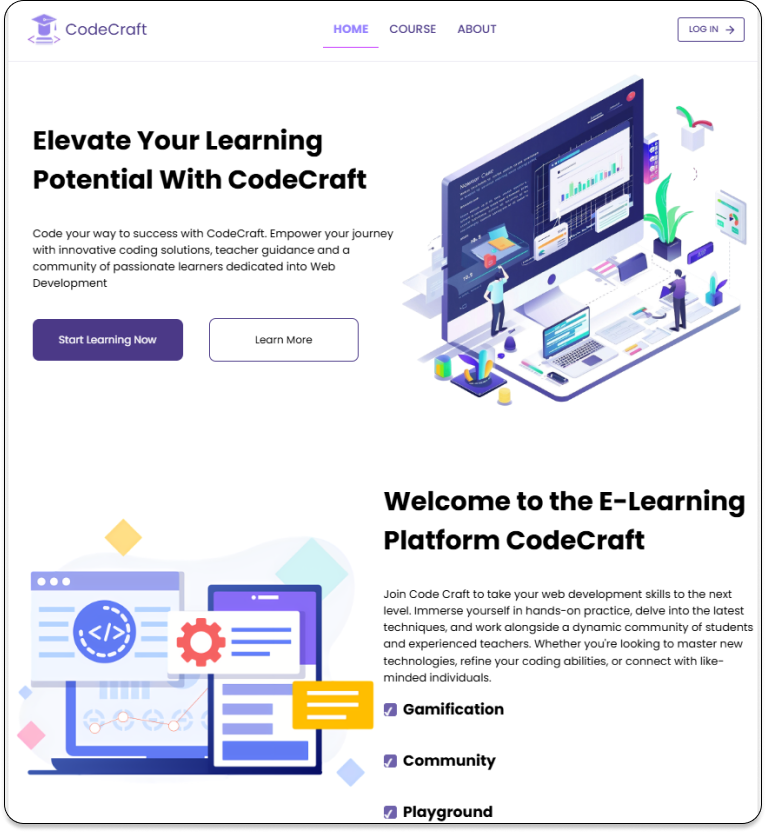 CodeCraft
HOME COURSE ABOUT
LOG IN
Elevate Your Learning
Potential With CodeCraft
Code your way to success with CodeCraft. Empower your journey
with innovative coding solutions, teacher guidance and a
community of passionate learners dedicated into Web
Development
Start Learning Now
Learn More
Welcome to the E-Learning
Platform CodeCraft
</>
Join Code Craft to take your web development skills to the next
level. Immerse yourself in hands-on practice, delve into the latest
techniques, and work alongside a dynamic community of students
and experienced teachers. Whether you're looking to master new
technologies, refine your coding abilities, or connect with like-
minded individuals.
Gamification
Community
Playground